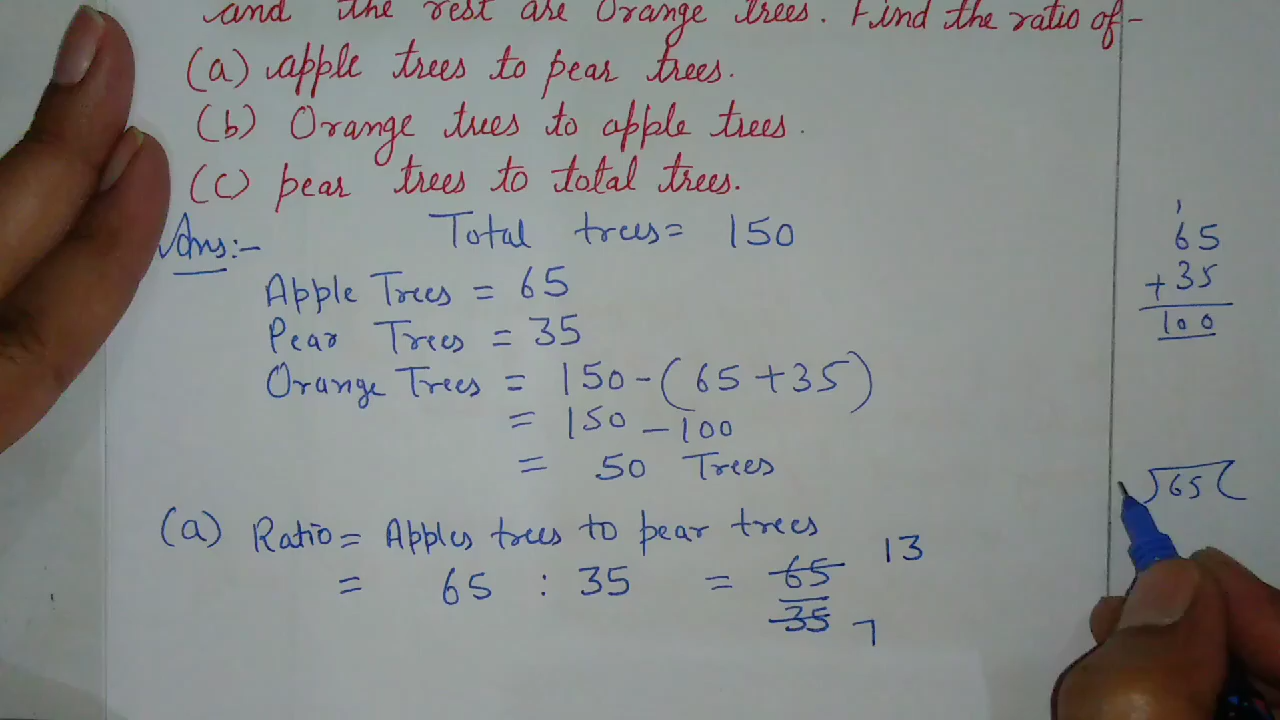 and the rest are Orange trees. Find the ratio of-
(a) apple trees to pear trees.
(b) Orange trees to apple trees.
(c) pear trees to total trees.
Ans:- Total trees= 150
Apple Trees = 65
Pear Trees = 35
Orange Trees = 150-(65+35)
= 150-100
= 50 Trees
(a) Ratio= Apples trees to pear trees
= 65 : 35 = 65 13
35 7
1
65
+35
100
65